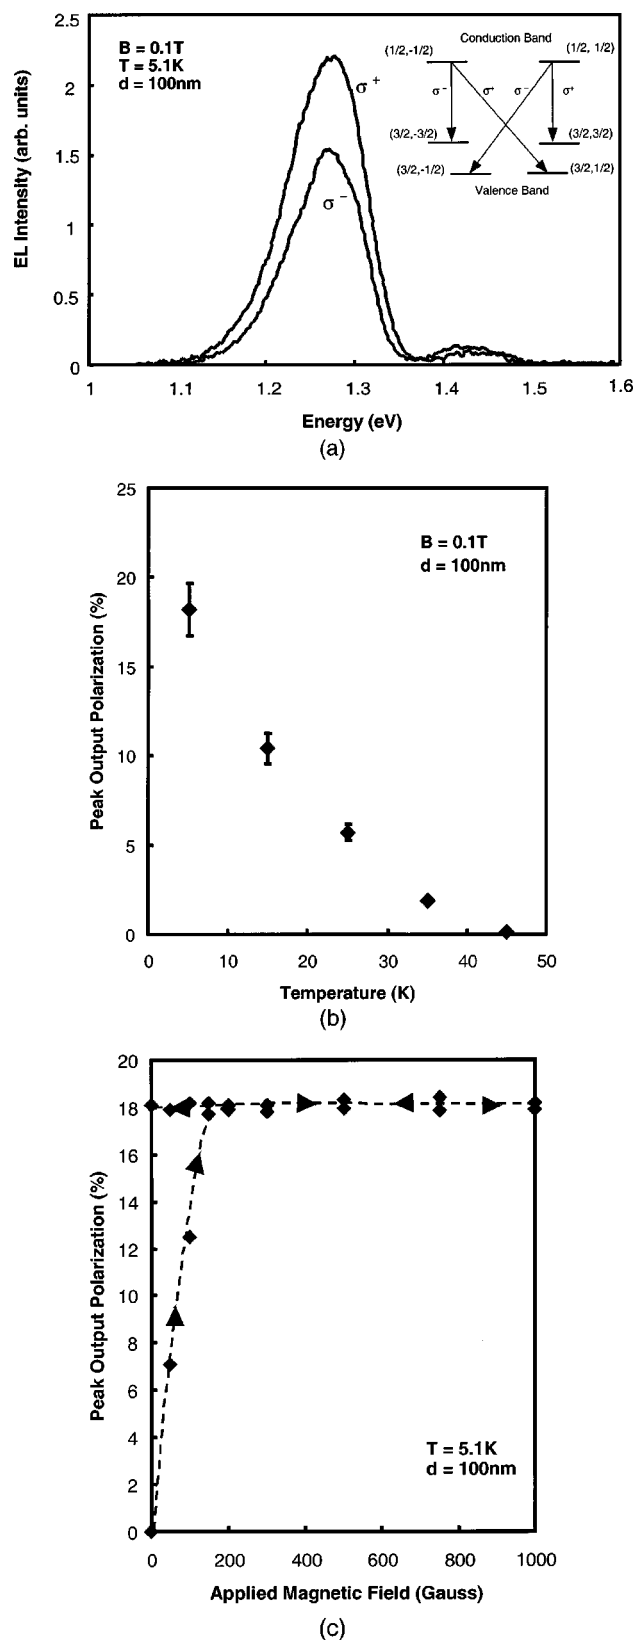 2.5
B = 0.1T
T = 5.1K
d = 100nm
2
1.5
1
0.5
0
EL Intensity (arb. units)
σ+
σ−
(1/2,-1/2)
Conduction Band
(1/2, 1/2)
σ−
σ+
σ−
σ+
(3/2,-3/2)
(3/2,3/2)
(3/2,-1/2)
(3/2,1/2)
Valence Band
1 1.1 1.2 1.3 1.4 1.5 1.6
Energy (eV)
(a)
25
20
15
10
5
0
Peak Output Polarization (%)
B = 0.1T
d = 100nm
0 10 20 30 40 50
Temperature (K)
(b)
20
18
16
14
12
10
8
6
4
2
0
Peak Output Polarization (%)
T = 5.1K
d = 100nm
0 200 400 600 800 1000
Applied Magnetic Field (Gauss)
(c)